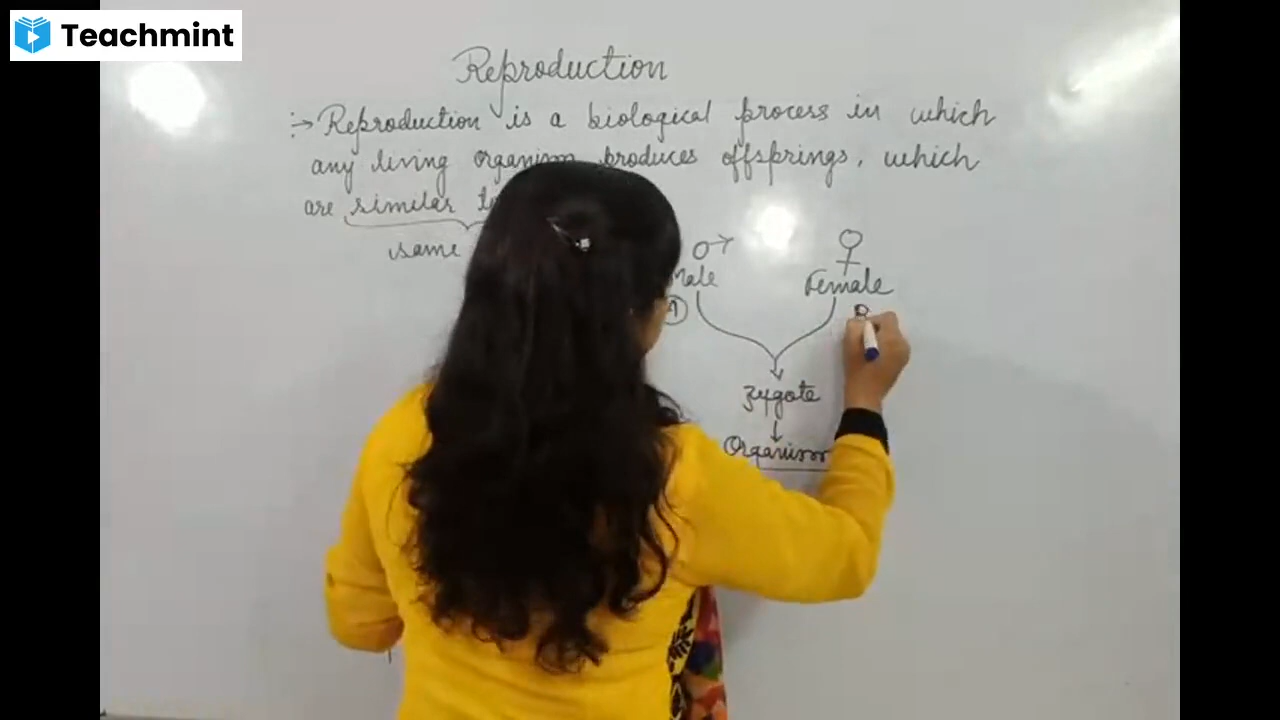 Teachmint
Reproduction
:→ Reproduction is a biological process in which
any living organism produces offsprings, which
are similar
same
Male
Female
A
B
Zygote
↓
Organism